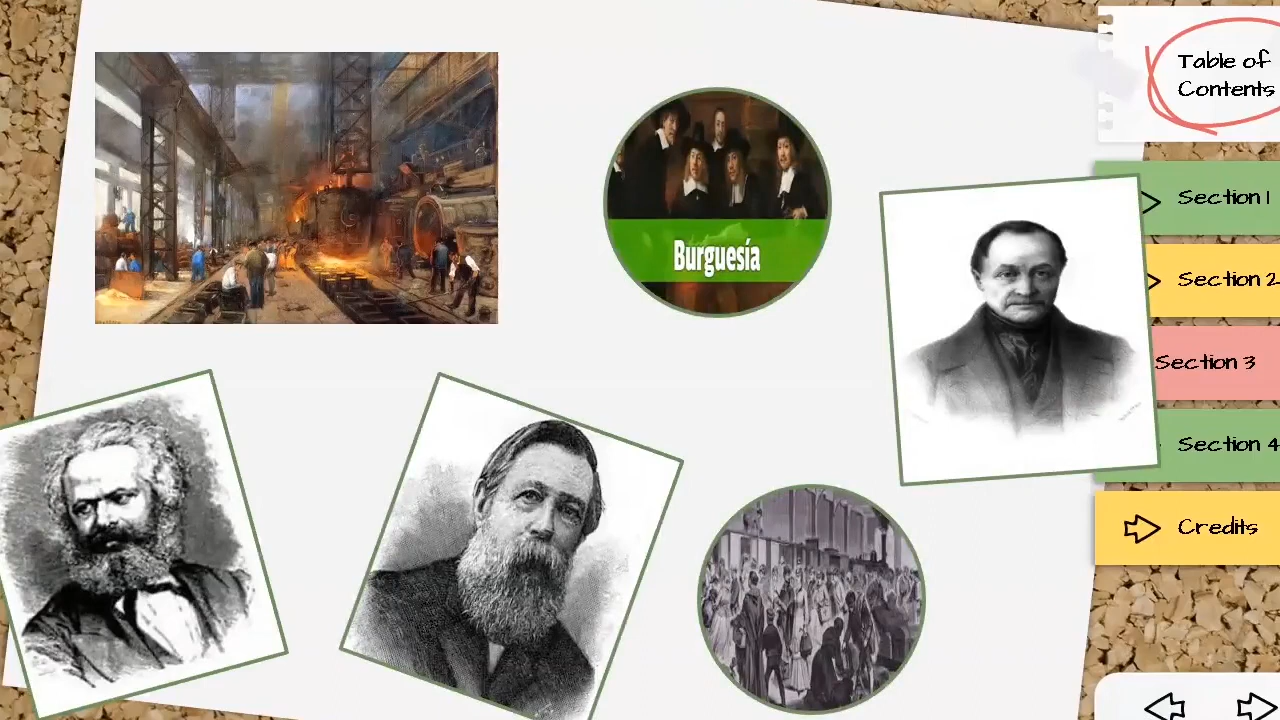 Table of
Contents
Section 1
Burguesía
Section 2
Section 3
Section 4
Credits